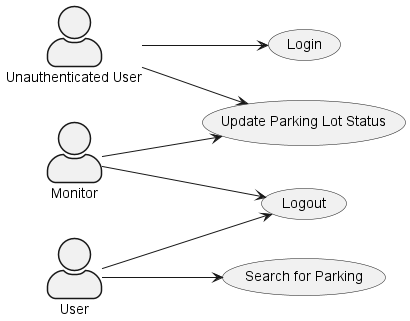 Login
Unauthenticated User
Update Parking Lot Status
Monitor
Logout
Search for Parking
User